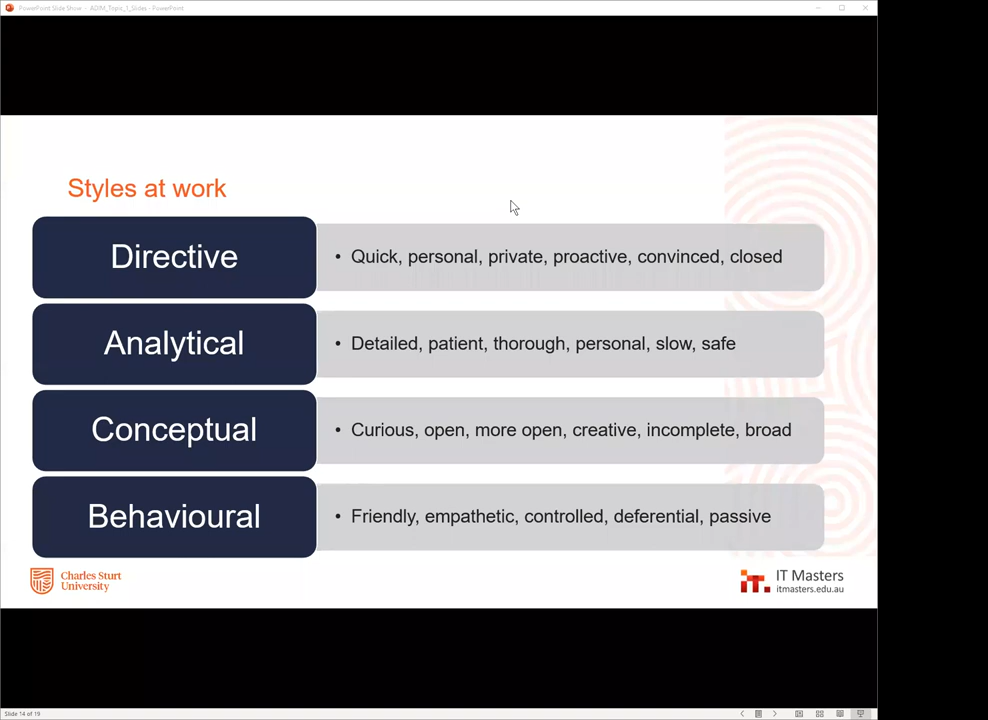 PowerPoint Slide Show - ADIM_Topic_1_Slides - PowerPoint
Styles at work
Directive
• Quick, personal, private, proactive, convinced, closed
Analytical
• Detailed, patient, thorough, personal, slow, safe
Conceptual
• Curious, open, more open, creative, incomplete, broad
Behavioural
• Friendly, empathetic, controlled, deferential, passive
Charles Sturt
University
IT Masters
itmasters.edu.au
Slide 14 of 19